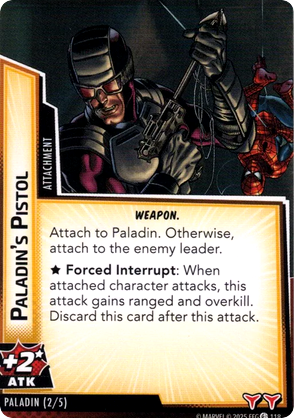 PALADIN'S PISTOL
ATTACHMENT
WEAPON.
Attach to Paladin. Otherwise,
attach to the enemy leader.
★ Forced Interrupt: When
attached character attacks, this
attack gains ranged and overkill.
Discard this card after this attack.
+2★
ATK
PALADIN (2/5)
© MARVEL © 2025 FFG 118